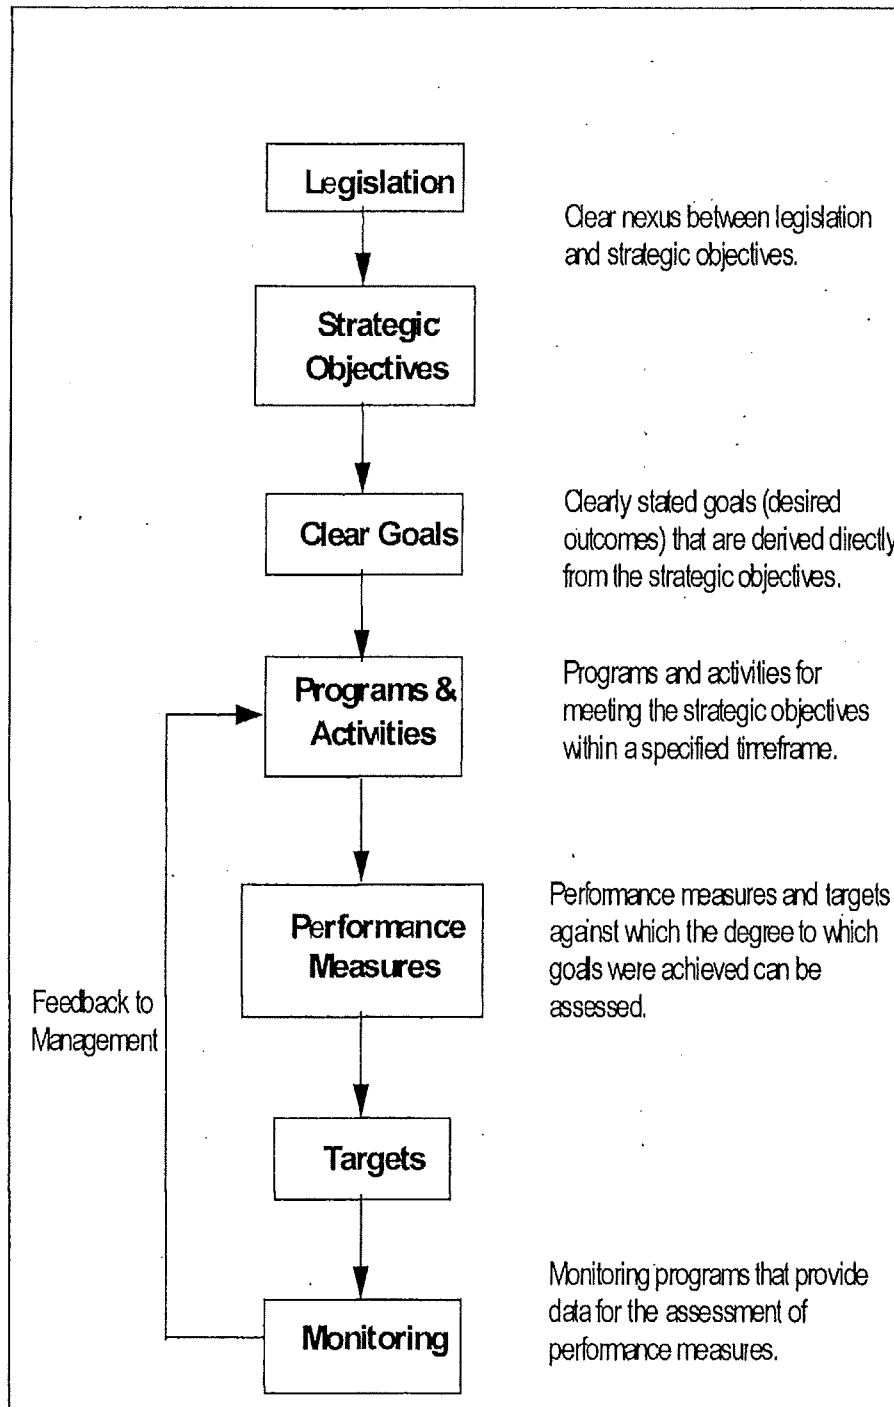 Legislation
Clear nexus between legislation
and strategic objectives.
Strategic
Objectives
Clear Goals
Clearly stated goals (desired
outcomes) that are derived directly
from the strategic objectives.
Programs &
Activities
Programs and activities for
meeting the strategic objectives
within a specified timeframe.
Performance
Measures
Performance measures and targets
against which the degree to which
goals were achieved can be
assessed.
Feedback to
Management
Targets
Monitoring
Monitoring programs that provide
data for the assessment of
performance measures.